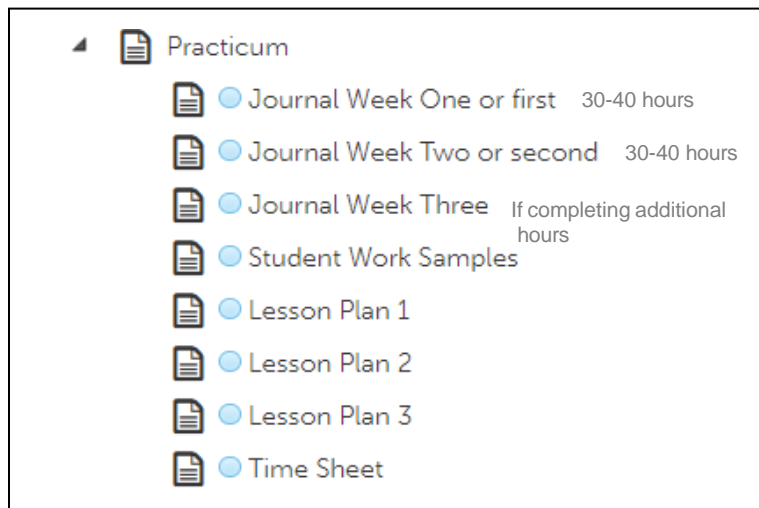 Practicum
Journal Week One or first 30-40 hours
Journal Week Two or second 30-40 hours
Journal Week Three If completing additional
hours
Student Work Samples
Lesson Plan 1
Lesson Plan 2
Lesson Plan 3
Time Sheet